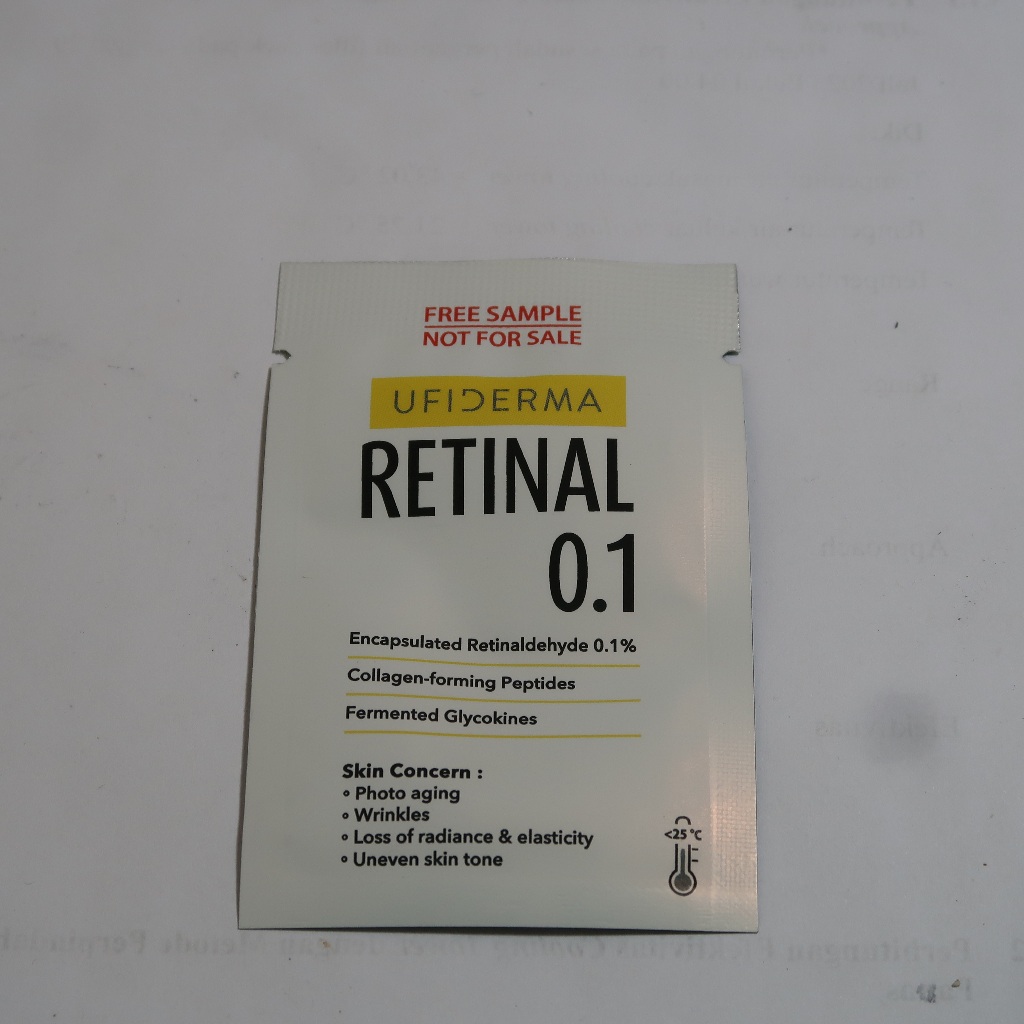 FREE SAMPLE
NOT FOR SALE
UFIDERMA
RETINAL
0.1
Encapsulated Retinaldehyde 0.1%
Collagen-forming Peptides
Fermented Glycokines
Skin Concern :
∘ Photo aging
∘ Wrinkles
∘ Loss of radiance & elasticity
∘ Uneven skin tone
<25 °C